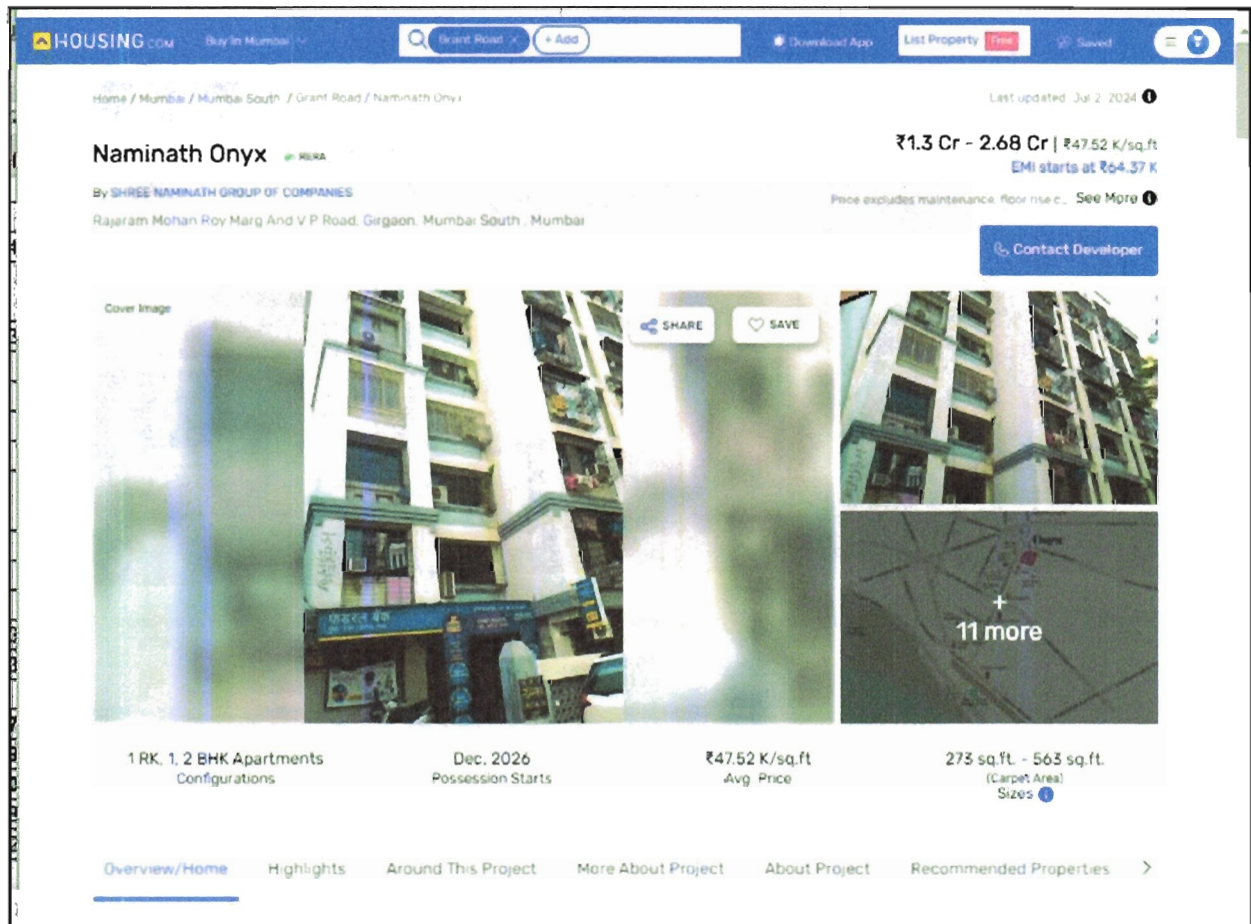 HOUSING.COM
Buy in Mumbai
Grant Road ×
+ Add
Download App
List Property Free
Saved
Home / Mumbai / Mumbai South / Grant Road / Naminath Onyx
Last updated: Jul 2, 2024
Naminath Onyx
RERA
₹1.3 Cr - 2.68 Cr | ₹47.52 K/sq.ft
EMI starts at ₹64.37 K
By SHREE NAMINATH GROUP OF COMPANIES
Price excludes maintenance, floor rise c... See More
Rajaram Mohan Roy Marg And V P Road, Girgaon, Mumbai South, Mumbai
Contact Developer
Cover Image
SHARE
SAVE
फेडरल बैंक
+
11 more
1 RK, 1, 2 BHK Apartments
Configurations
Dec, 2026
Possession Starts
₹47.52 K/sq.ft
Avg. Price
273 sq.ft. - 563 sq.ft.
(Carpet Area)
Sizes
Overview/Home
Highlights
Around This Project
More About Project
About Project
Recommended Properties